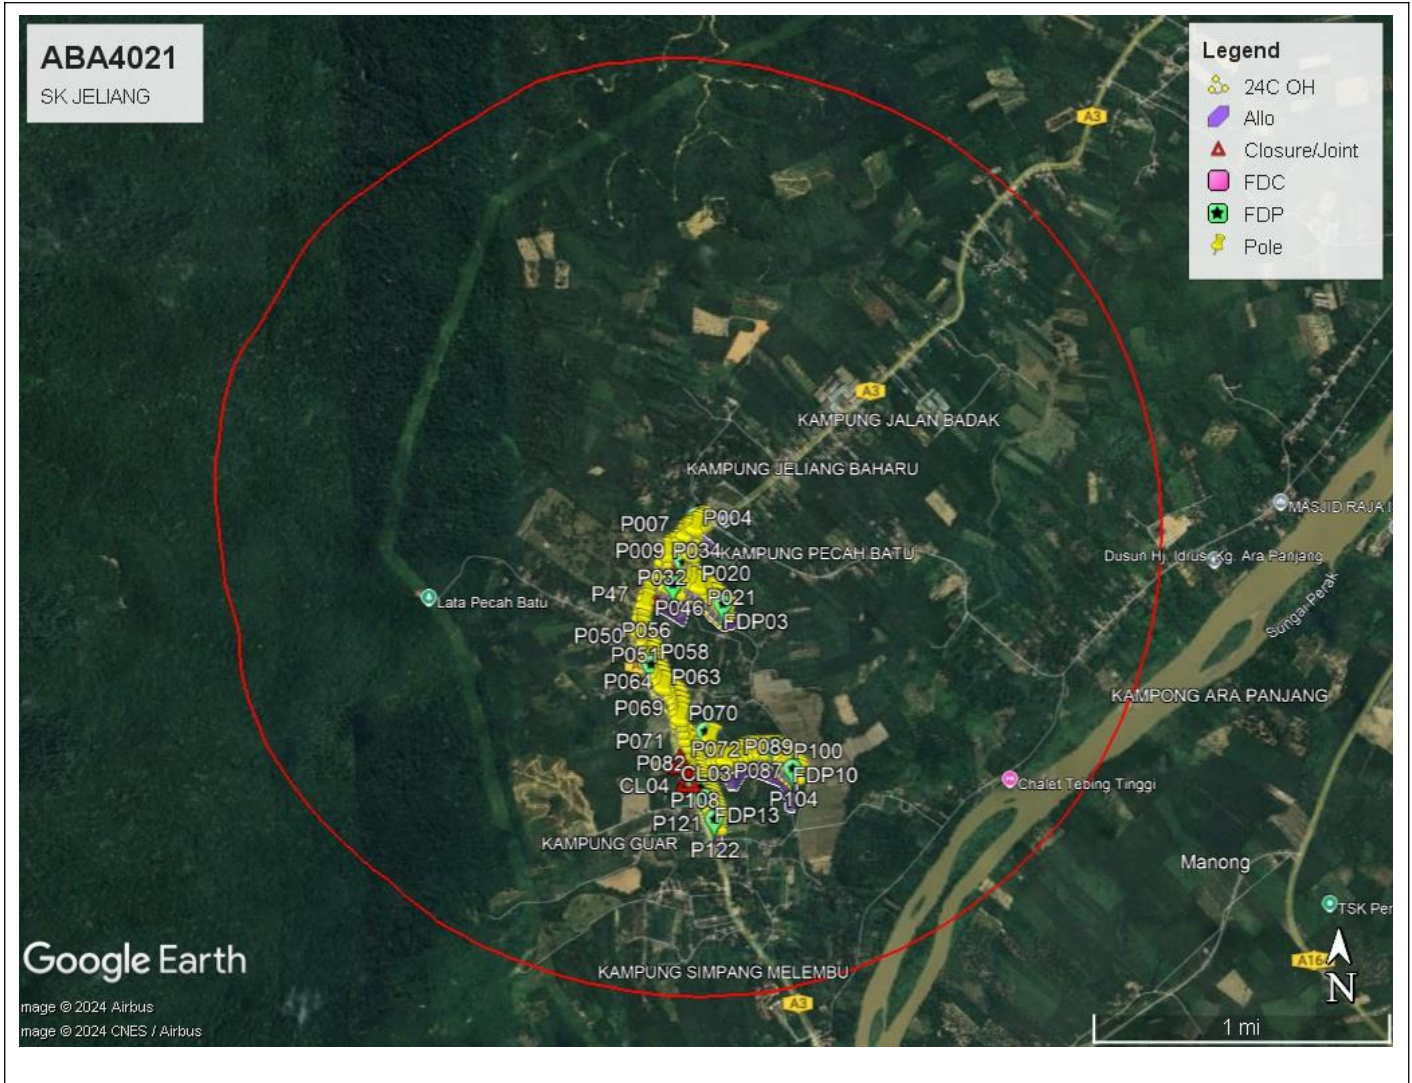 ABA4021
SK JELIANG
Legend
24C OH
Allo
Closure/Joint
FDC
FDP
Pole
A3
A3
KAMPUNG JALAN BADAK
KAMPUNG JELIANG BAHARU
MASJID RAJA
P007
P004
P009
P034
KAMPUNG PECAH BATU
Dusun Hj. Idrus, Kg. Ara Panjang
P032
P020
P47
P021
Lata Pecah Batu
P046
FDP03
Sungai Perak
P050
P056
P051
P058
P064
P063
KAMPONG ARA PANJANG
P069
P070
P071
P072
P089
P100
P082
CL03
P087
FDP10
CL04
P108
P104
Chalet Tebing Tinggi
P121
FDP13
KAMPUNG GUAR
P122
Manong
TSK Per
Google Earth
A164
KAMPUNG SIMPANG MELEMBU
N
A3
mage © 2024 Airbus
mage © 2024 CNES / Airbus
1 mi